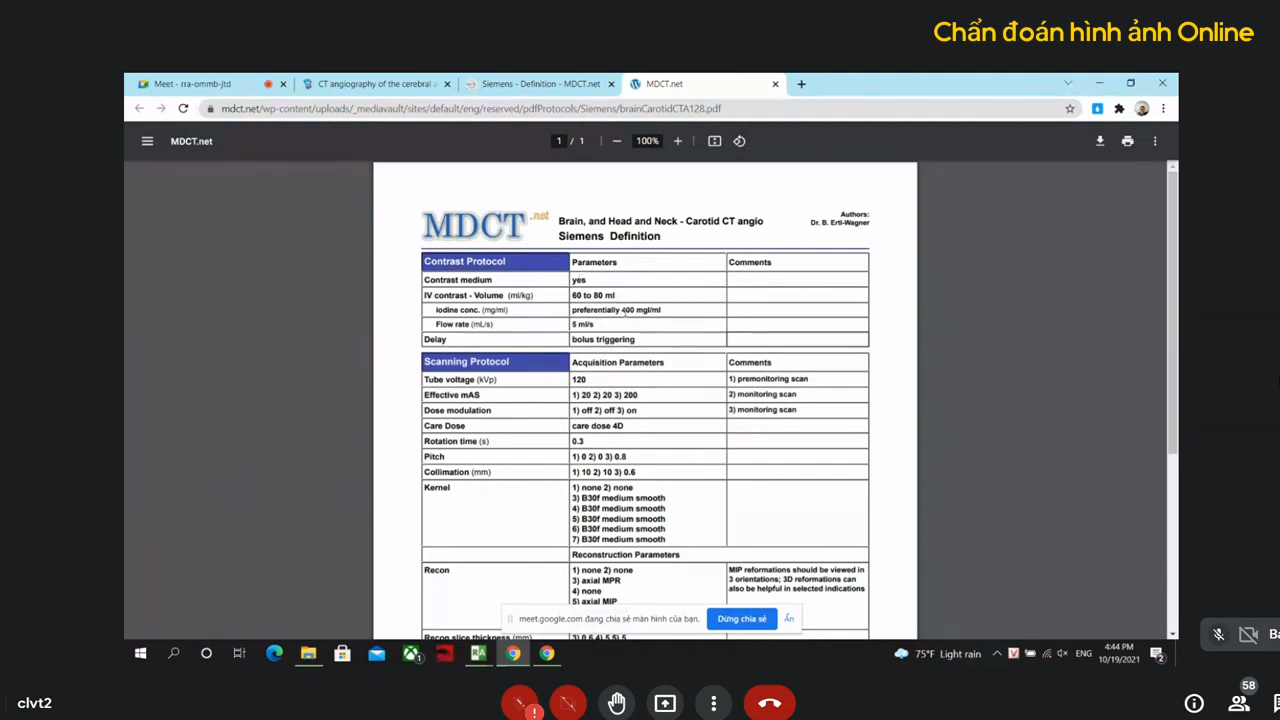 Chẩn đoán hình ảnh Online
Meet - rra-ommb-jtd
CT angiography of the cerebral
Siemens - Definition - MDCT.net
MDCT.net
mdct.net/wp-content/uploads/_mediavault/sites/default/eng/reserved/pdfProtocols/Siemens/brainCarotidCTA128.pdf
MDCT.net 1 / 1 100%
MDCT.net
Brain, and Head and Neck - Carotid CT angio
Siemens Definition
Authors:
Dr. B. Ertl-Wagner
Contrast Protocol Parameters Comments
Contrast medium yes
IV contrast - Volume (ml/kg) 60 to 80 ml
iodine conc. (mg/ml) preferentially 400 mgI/ml
Flow rate (mL/s) 5 ml/s
Delay bolus triggering
Scanning Protocol Acquisition Parameters Comments
Tube voltage (kVp) 120 1) premonitoring scan
Effective mAS 1) 20 2) 20 3) 200 2) monitoring scan
Dose modulation 1) off 2) off 3) on 3) monitoring scan
Care Dose care dose 4D
Rotation time (s) 0.3
Pitch 1) 0 2) 0 3) 0.8
Collimation (mm) 1) 10 2) 10 3) 0.6
Kernel 1) none 2) none
3) B30f medium smooth
4) B30f medium smooth
5) B30f medium smooth
6) B30f medium smooth
7) B30f medium smooth
Reconstruction Parameters
Recon 1) none 2) none MIP reformations should be viewed in
3) axial MPR 3 orientations; 3D reformations can
4) none also be helpful in selected indications
5) axial MIP
meet.google.com đang chia sẻ màn hình của bạn. Dừng chia sẻ Ẩn
Recon slice thickness (mm) 3) 0.6 4) 5 5) 5
75°F Light rain ENG 4:44 PM
10/19/2021
clvt2
58